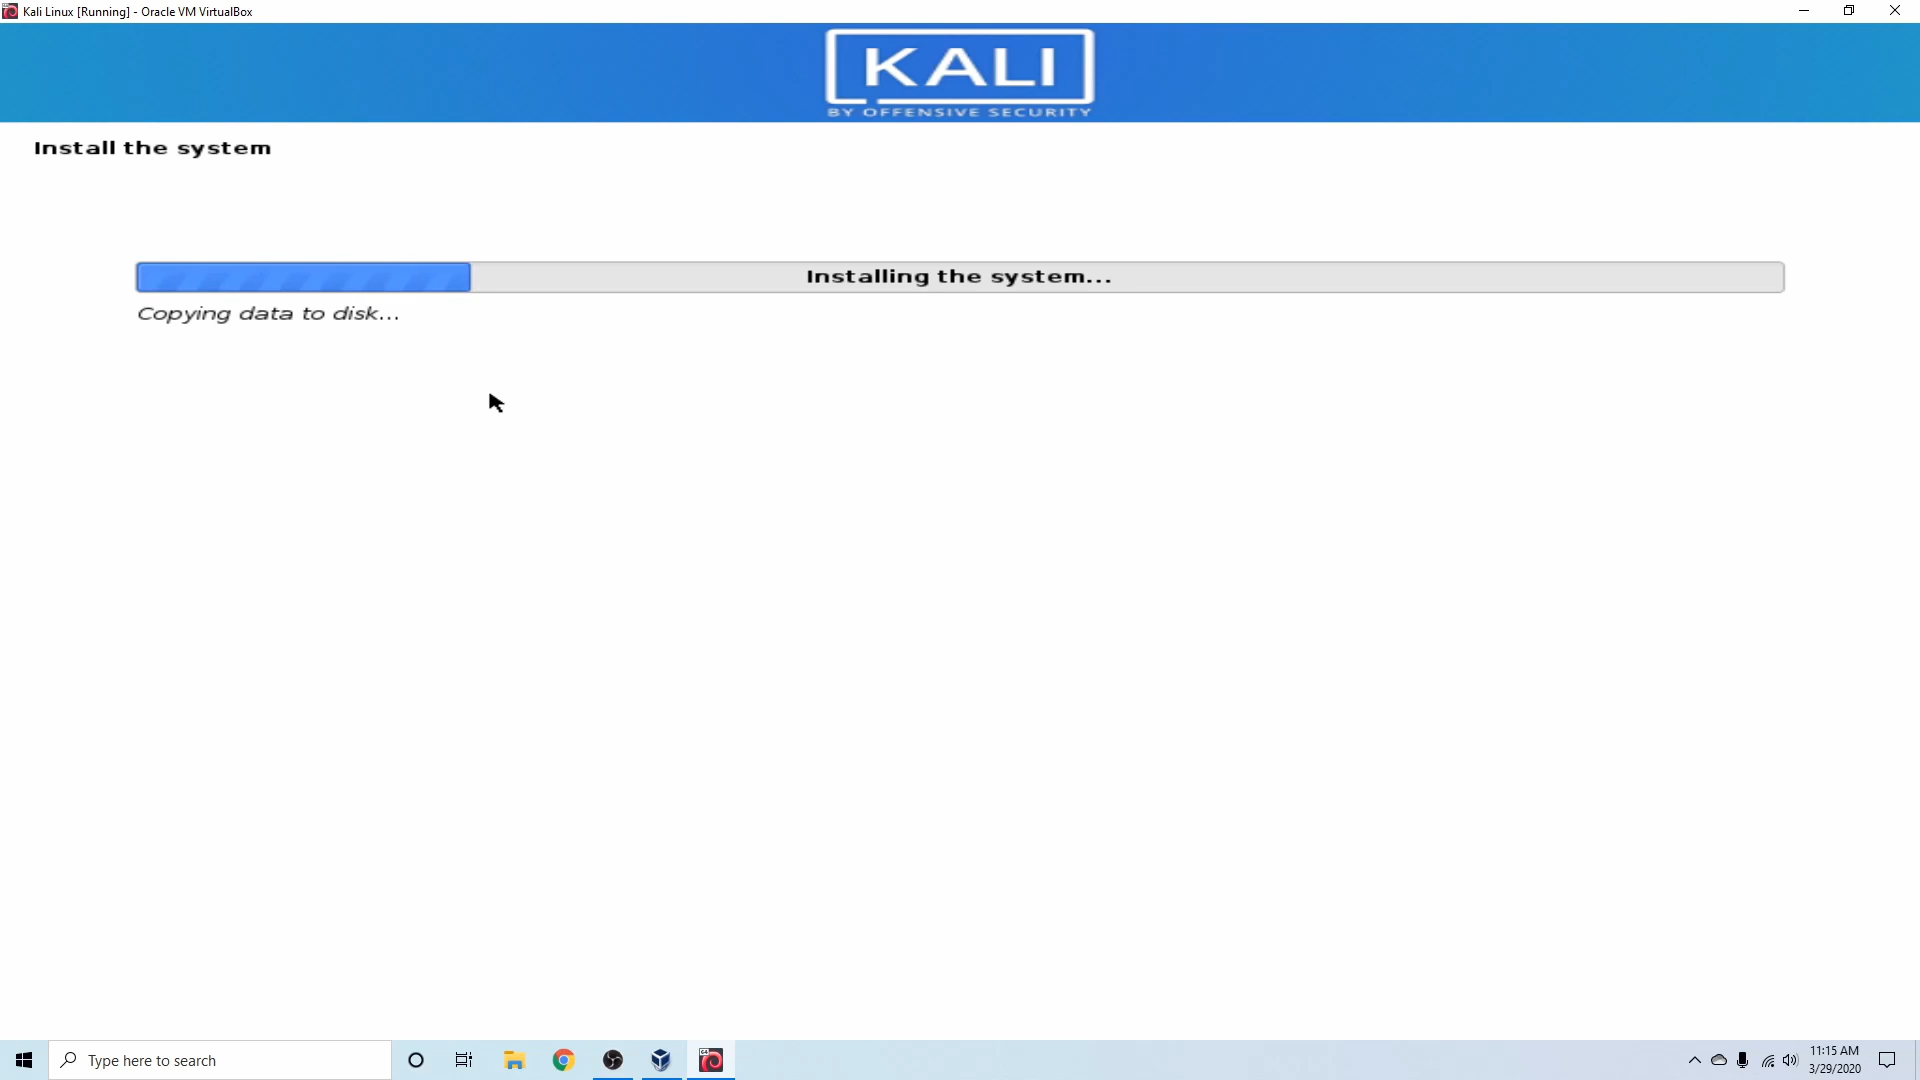 Kali Linux [Running] - Oracle VM VirtualBox
KALI
BY OFFENSIVE SECURITY
Install the system
Installing the system...
Copying data to disk...
Type here to search
11:15 AM
3/29/2020